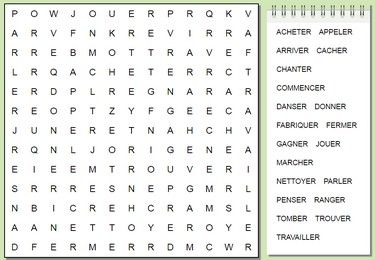 P O W J O U E R P R Q K V
A R V F N K R E V I R R A
R R E B M O T T R A V E F
L R Q A C H E T E R R C T
E R D P L R E G N A R A R
R E O P T Z Y F G E E C A
J U N E R E T N A H C H V
R Q N L J O R I G E N E A
E I E E M T R O U V E R I
S R R R E S N E P G M R L
N B I C R E H C R A M S L
A A N E T T O Y E R O Y E
D F E R M E R R D M C W R
ACHETER APPELER
ARRIVER CACHER
CHANTER
COMMENCER
DANSER DONNER
FABRIQUER FERMER
GAGNER JOUER
MARCHER
NETTOYER PARLER
PENSER RANGER
TOMBER TROUVER
TRAVAILLER